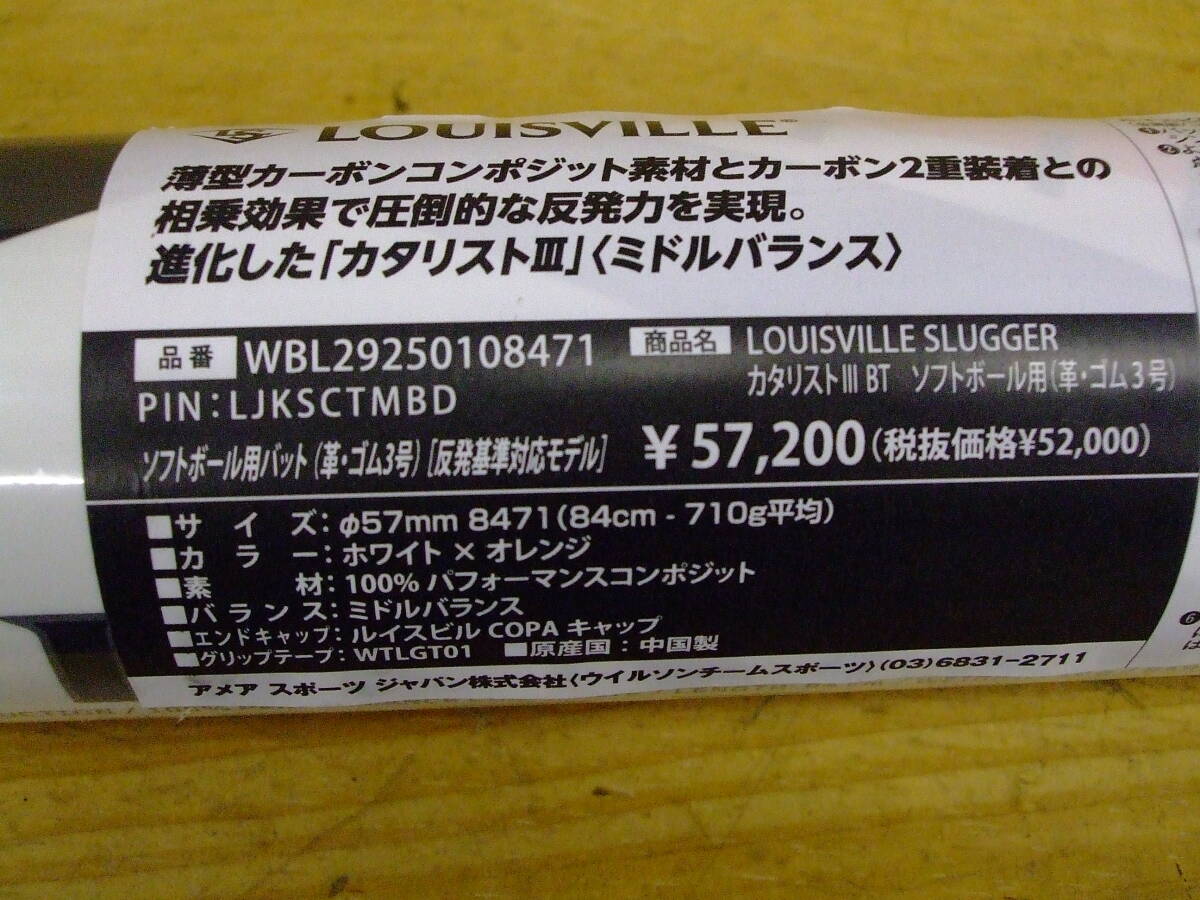 LS LOUISVILLE®
薄型カーボンコンポジット素材とカーボン2重装着との
相乗効果で圧倒的な反発力を実現。
進化した「カタリストⅢ」〈ミドルバランス〉
品番 WBL29250108471
PIN:LJKSCTMBD
商品名 LOUISVILLE SLUGGER
カタリストⅢ BT ソフトボール用(革・ゴム3号)
ソフトボール用バット(革・ゴム3号)[反発基準対応モデル]
¥57,200(税抜価格¥52,000)
■サイズ:φ57mm 8471(84cm - 710g平均)
■カラー:ホワイト×オレンジ
■素材:100% パフォーマンスコンポジット
■バランス:ミドルバランス
■エンドキャップ:ルイスビル COPA キャップ
■グリップテープ:WTLGT01 ■原産国:中国製
アメア スポーツ ジャパン株式会社〈ウイルソンチームスポーツ〉(03)6831-2711